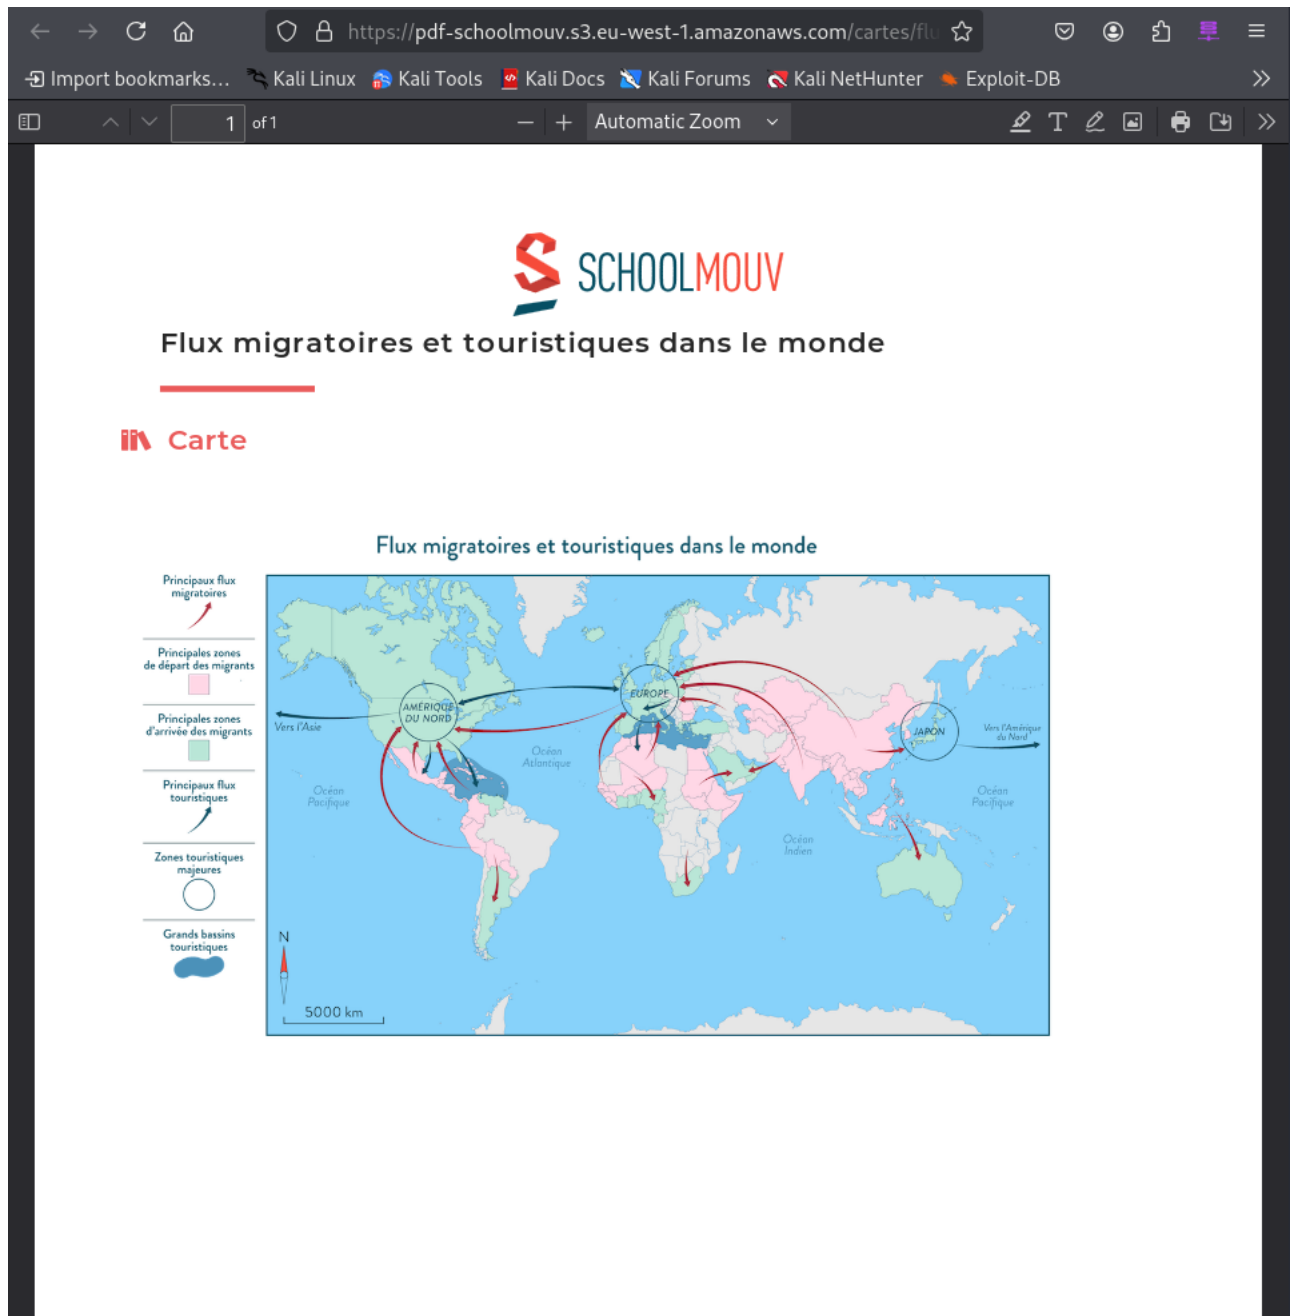 https://pdf-schoolmouv.s3.eu-west-1.amazonaws.com/cartes/flu
Import bookmarks... Kali Linux Kali Tools Kali Docs Kali Forums Kali NetHunter Exploit-DB
1 of 1 Automatic Zoom
SCHOOLMOUV
Flux migratoires et touristiques dans le monde
Carte
Flux migratoires et touristiques dans le monde
Principaux flux
migratoires
Principales zones
de départ des migrants
Principales zones
d'arrivée des migrants
Principaux flux
touristiques
Zones touristiques
majeures
Grands bassins
touristiques
AMÉRIQUE
DU NORD
EUROPE
JAPON
Vers l'Asie
Vers l'Amérique
du Nord
Océan
Atlantique
Océan
Pacifique
Océan
Indien
Océan
Pacifique
N
5000 km